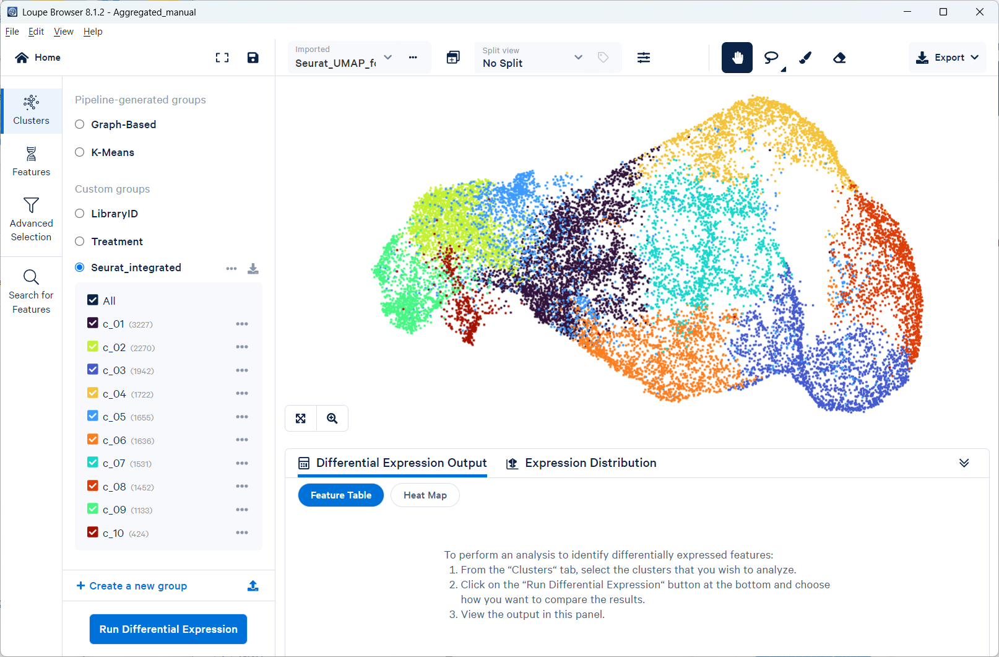 Loupe Browser 8.1.2 - Aggregated_manual
File Edit View Help
Home
Imported
Seurat_UMAP_fo
Split view
No Split
Export
Clusters
Features
Advanced
Selection
Search for
Features
Pipeline-generated groups
Graph-Based
K-Means
Custom groups
LibraryID
Treatment
Seurat_integrated
All
c_01 (3227)
c_02 (2270)
c_03 (1942)
c_04 (1722)
c_05 (1655)
c_06 (1636)
c_07 (1531)
c_08 (1452)
c_09 (1133)
c_10 (424)
+ Create a new group
Run Differential Expression
Differential Expression Output
Expression Distribution
Feature Table
Heat Map
To perform an analysis to identify differentially expressed features:
1. From the “Clusters“ tab, select the clusters that you wish to analyze.
2. Click on the “Run Differential Expression“ button at the bottom and choose
how you want to compare the results.
3. View the output in this panel.